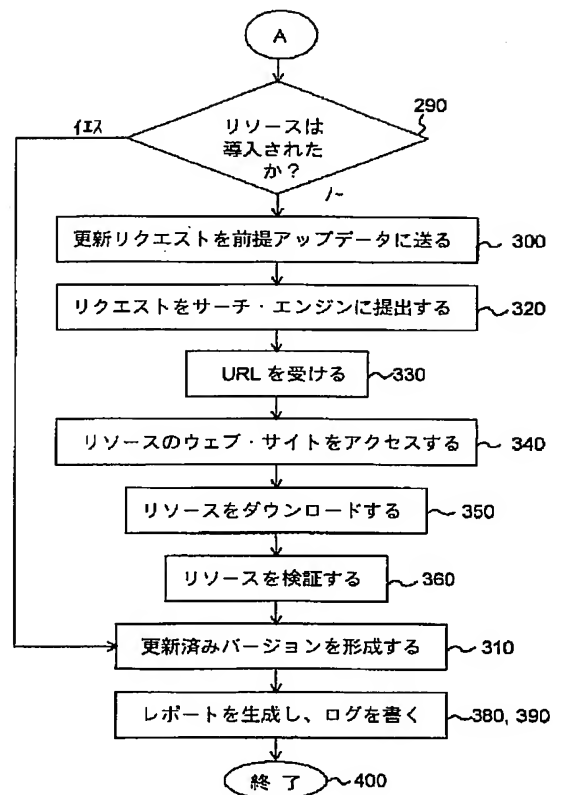 A
290
イエス
リソースは
導入された
か？
ノー
更新リクエストを前提アップデータに送る 300
リクエストをサーチ・エンジンに提出する 320
URL を受ける 330
リソースのウェブ・サイトをアクセスする 340
リソースをダウンロードする 350
リソースを検証する 360
更新済みバージョンを形成する 310
レポートを生成し、ログを書く 380, 390
終 了 400